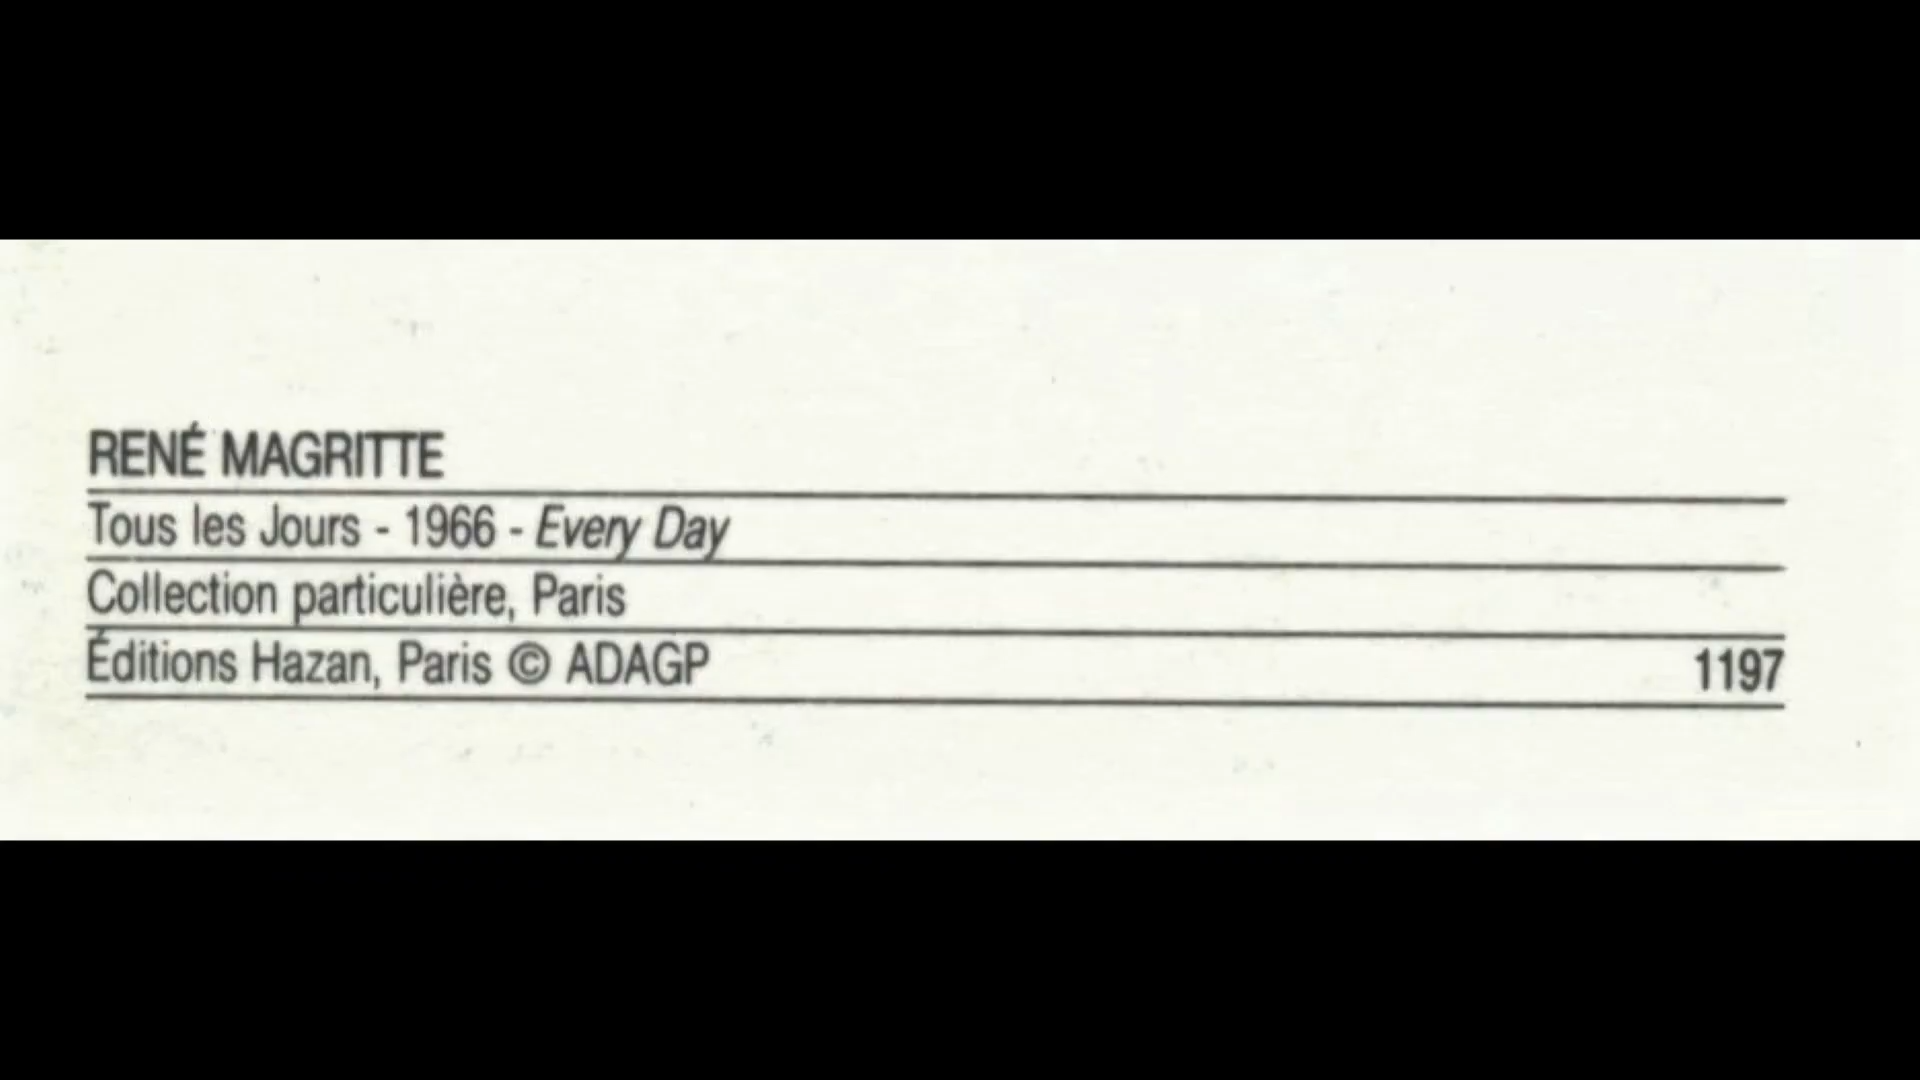 RENÉ MAGRITTE
Tous les Jours - 1966 - Every Day
Collection particulière, Paris
Éditions Hazan, Paris © ADAGP 1197